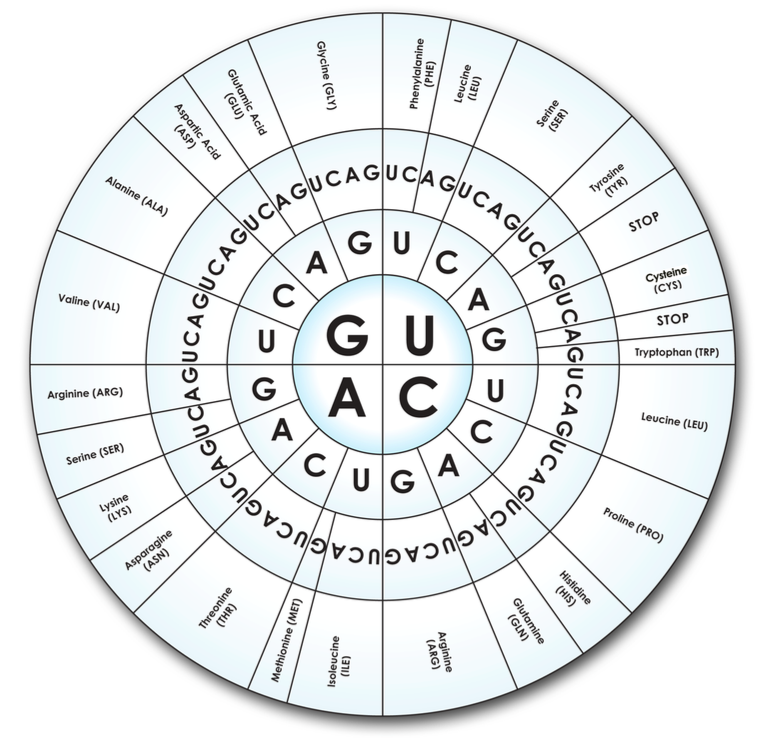 Phenylalanine
(PHE)
Leucine
(LEU)
Serine
(SER)
Tyrosine
(TYR)
STOP
Cysteine
(CYS)
STOP
Tryptophan (TRP)
Leucine (LEU)
Proline (PRO)
Histidine
(HIS)
Glutamine
(GLN)
Arginine
(ARG)
Isoleucine
(ILE)
Methionine (MET)
Threonine
(THR)
Asparagine
(ASN)
Lysine
(LYS)
Serine (SER)
Arginine (ARG)
Valine (VAL)
Alanine (ALA)
Aspartic Acid
(ASP)
Glutamic Acid
(GLU)
Glycine (GLY)
UCAGUCAGUCAGUCAGUCAGUCAGUCAGUCAGUCAGUCAGUCAGUCAGUCAGUCAGUCAGUCAG
U C A G U C A G U C A G U C A G
G U
A C